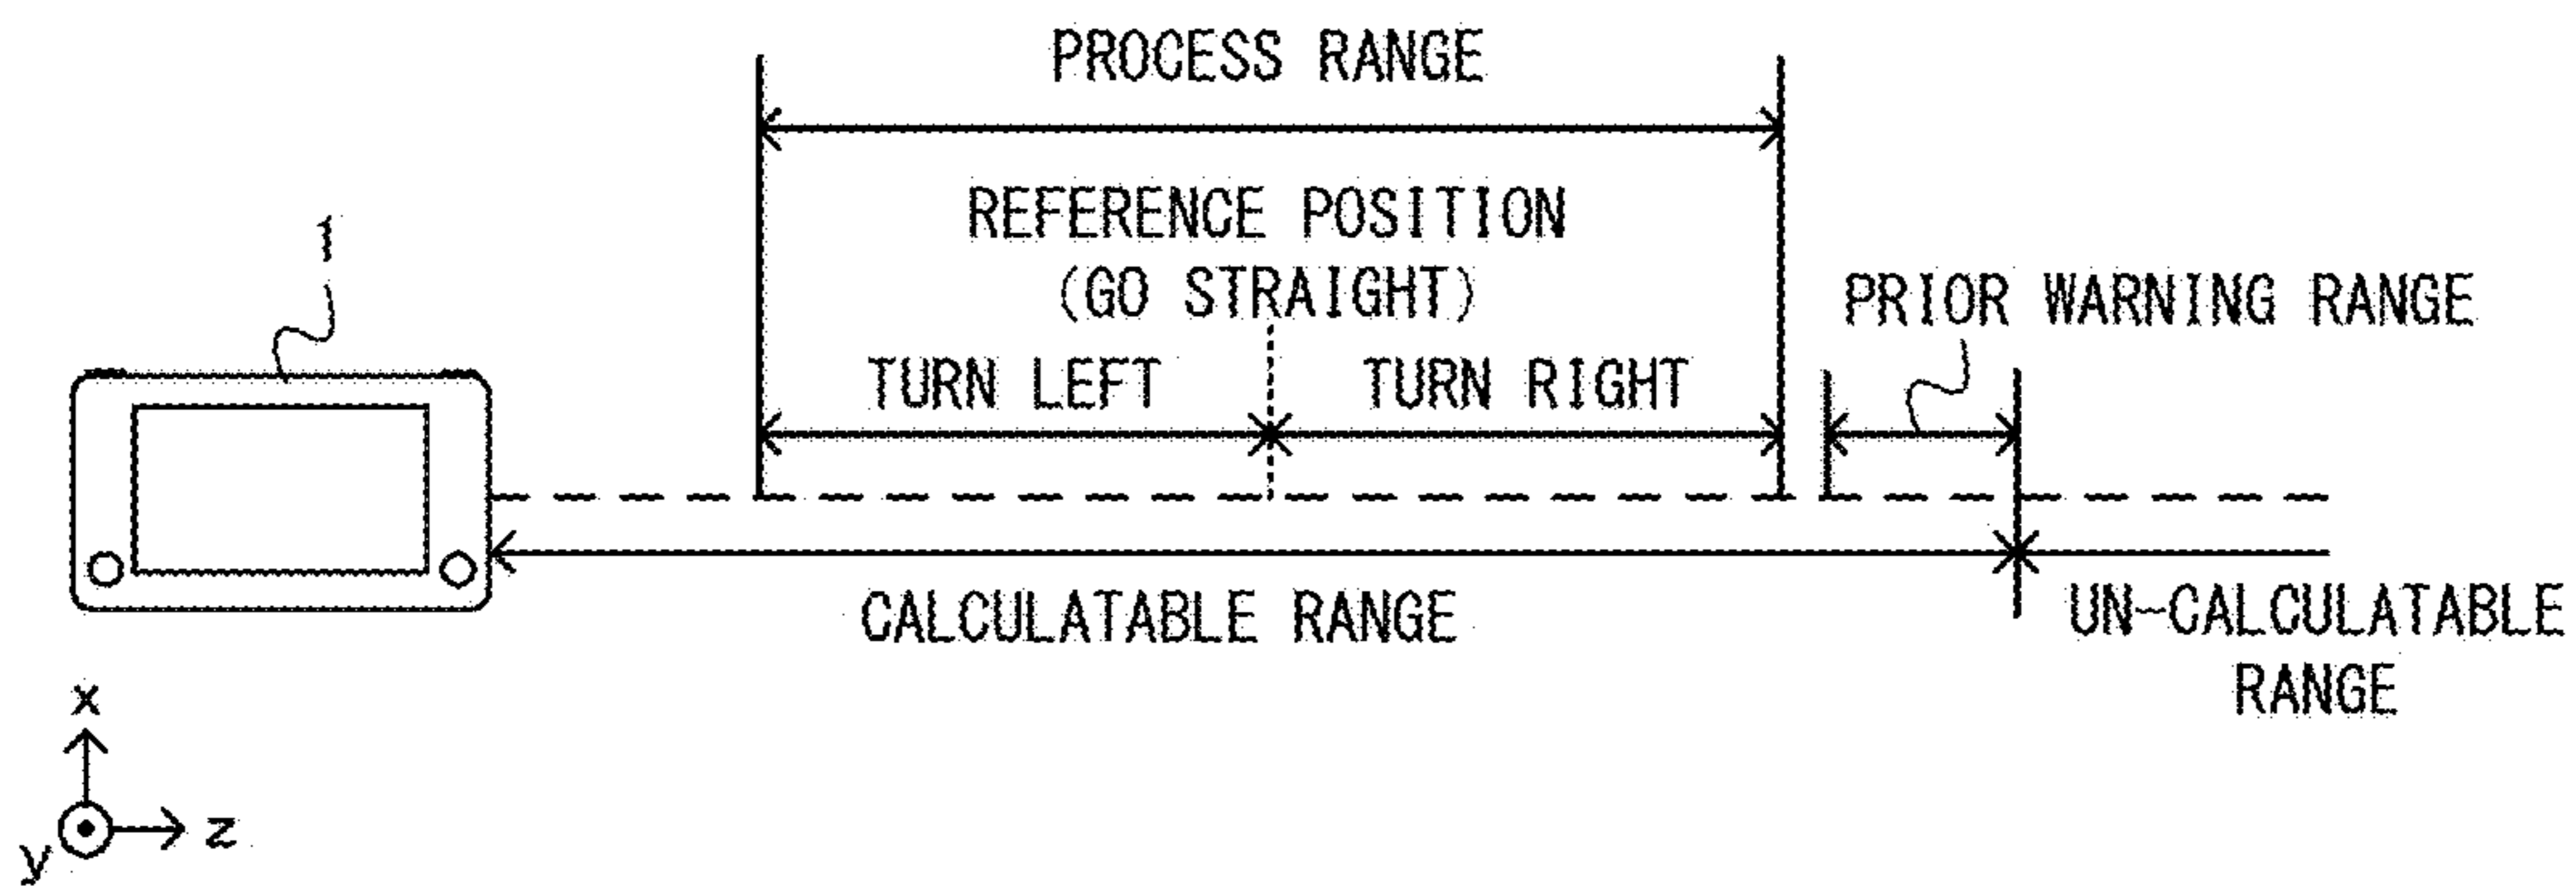 PROCESS RANGE
REFERENCE POSITION
(GO STRAIGHT)
1
PRIOR WARNING RANGE
TURN LEFT
TURN RIGHT
CALCULATABLE RANGE
UN-CALCULATABLE
RANGE
x
y
z